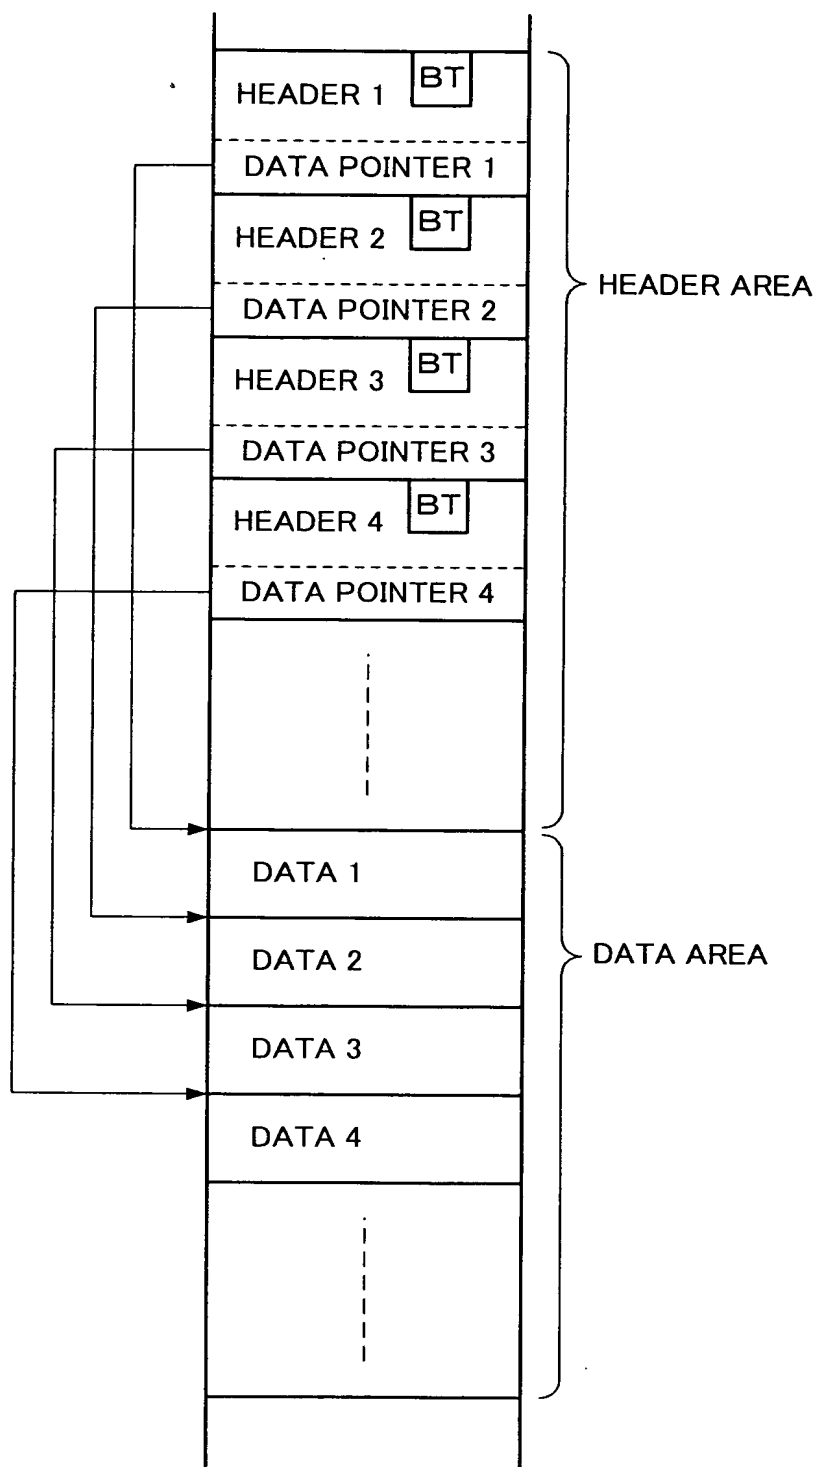 BT
HEADER 1
DATA POINTER 1
BT
HEADER 2
DATA POINTER 2
HEADER AREA
BT
HEADER 3
DATA POINTER 3
BT
HEADER 4
DATA POINTER 4
DATA 1
DATA 2
DATA AREA
DATA 3
DATA 4